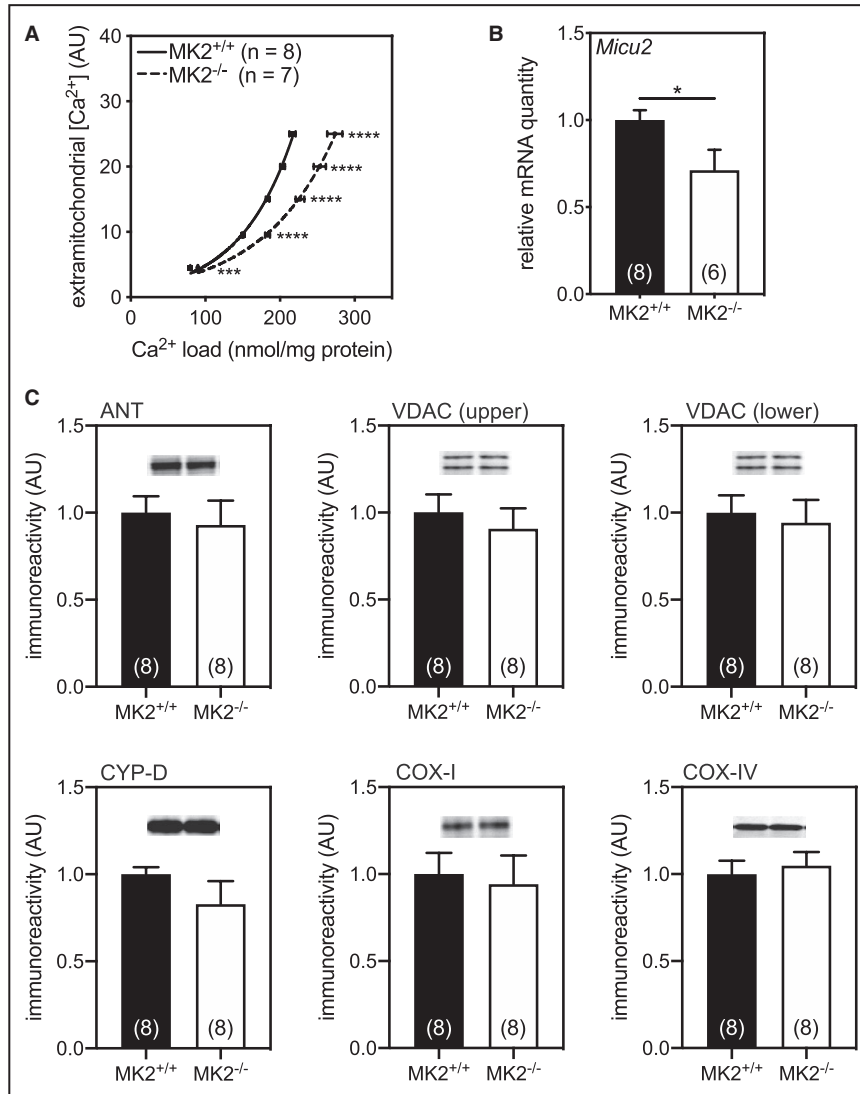 A
extramitochondrial [Ca2+] (AU)
40
30
20
10
0
MK2+/+ (n = 8)
MK2-/- (n = 7)
****
****
****
****
***
0 100 200 300
Ca2+ load (nmol/mg protein)
B
Micu2
relative mRNA quantity
1.5
1.0
0.5
0.0
*
(8) (6)
MK2+/+ MK2-/-
C
ANT
immunoreactivity (AU)
1.5
1.0
0.5
0.0
(8) (8)
MK2+/+ MK2-/-
VDAC (upper)
immunoreactivity (AU)
1.5
1.0
0.5
0.0
(8) (8)
MK2+/+ MK2-/-
VDAC (lower)
immunoreactivity (AU)
1.5
1.0
0.5
0.0
(8) (8)
MK2+/+ MK2-/-
CYP-D
immunoreactivity (AU)
1.5
1.0
0.5
0.0
(8) (8)
MK2+/+ MK2-/-
COX-I
immunoreactivity (AU)
1.5
1.0
0.5
0.0
(8) (8)
MK2+/+ MK2-/-
COX-IV
immunoreactivity (AU)
1.5
1.0
0.5
0.0
(8) (8)
MK2+/+ MK2-/-